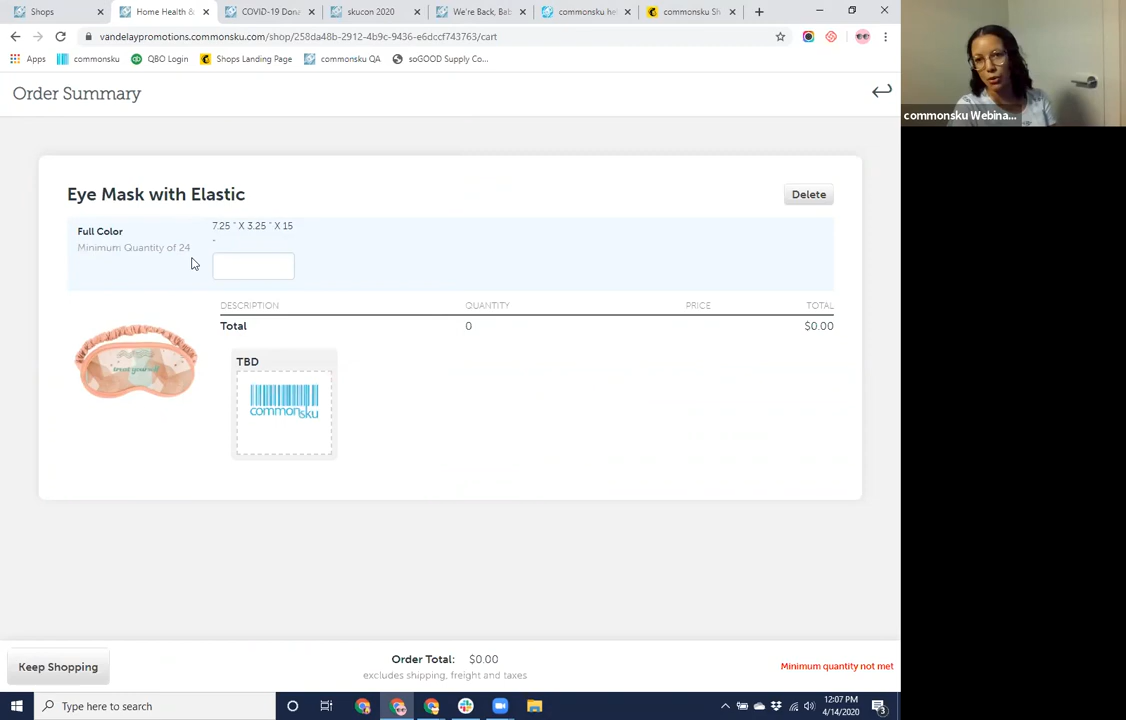 Shops
Home Health &
COVID-19 Dona
skucon 2020
We're Back, Bab
commonsku he
commonsku Sh
vandelaypromotions.commonsku.com/shop/258da48b-2912-4b9c-9436-e6dccf743763/cart
Apps
commonsku
QBO Login
Shops Landing Page
commonsku QA
soGOOD Supply Co...
commonsku Webina...
Order Summary
Eye Mask with Elastic
Delete
Full Color
Minimum Quantity of 24
7.25 " X 3.25 " X 15
-
DESCRIPTION QUANTITY PRICE TOTAL
Total 0 $0.00
TBD
commonsku
Keep Shopping
Order Total: $0.00
excludes shipping, freight and taxes
Minimum quantity not met
Type here to search
12:07 PM
4/14/2020
3